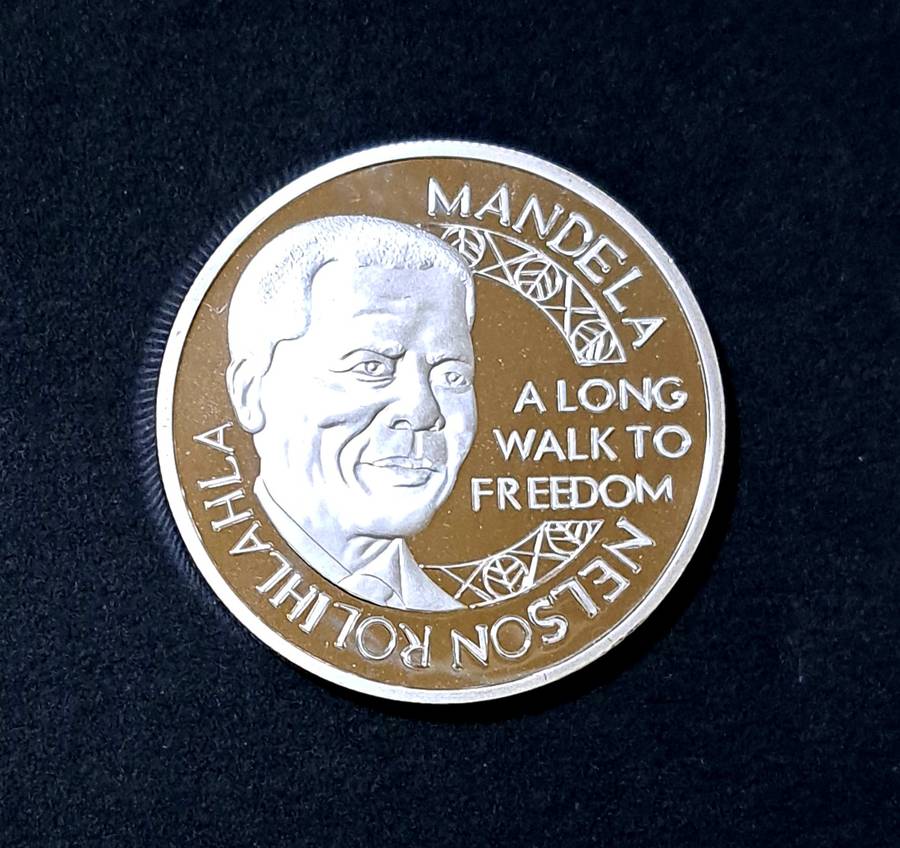 NELSON ROLIHLAHLA MANDELA
A LONG
WALK TO
FREEDOM